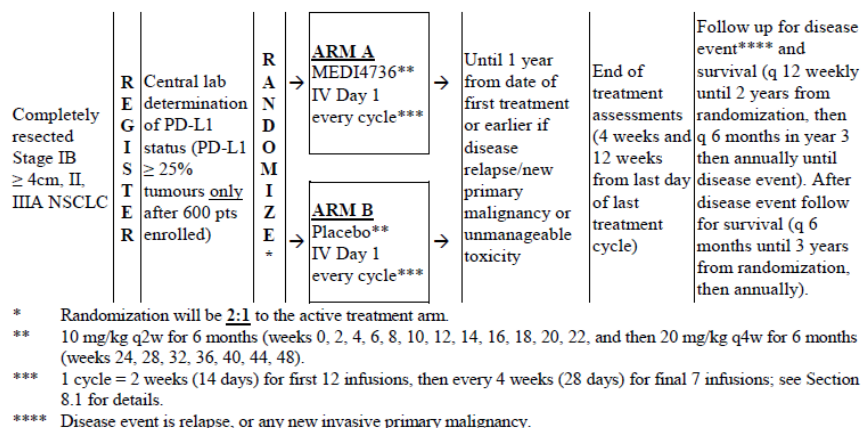 Completely
resected
Stage IB
≥ 4cm, II,
IIIA NSCLC
R
E
G
I
S
T
E
R
Central lab
determination
of PD-L1
status (PD-L1
≥ 25%
tumours only
after 600 pts
enrolled)
R
A
N
D
O
M
I
Z
E
*
→
ARM A
MEDI4736**
IV Day 1
every cycle***
→
→
ARM B
Placebo**
IV Day 1
every cycle***
→
Until 1 year
from date of
first treatment
or earlier if
disease
relapse/new
primary
malignancy or
unmanageable
toxicity
End of
treatment
assessments
(4 weeks and
12 weeks
from last day
of last
treatment
cycle)
Follow up for disease
event**** and
survival (q 12 weekly
until 2 years from
randomization, then
q 6 months in year 3
then annually until
disease event). After
disease event follow
for survival (q 6
months until 3 years
from randomization,
then annually).
* Randomization will be 2:1 to the active treatment arm.
** 10 mg/kg q2w for 6 months (weeks 0, 2, 4, 6, 8, 10, 12, 14, 16, 18, 20, 22, and then 20 mg/kg q4w for 6 months
(weeks 24, 28, 32, 36, 40, 44, 48).
*** 1 cycle = 2 weeks (14 days) for first 12 infusions, then every 4 weeks (28 days) for final 7 infusions; see Section
8.1 for details.
**** Disease event is relapse, or any new invasive primary malignancy.